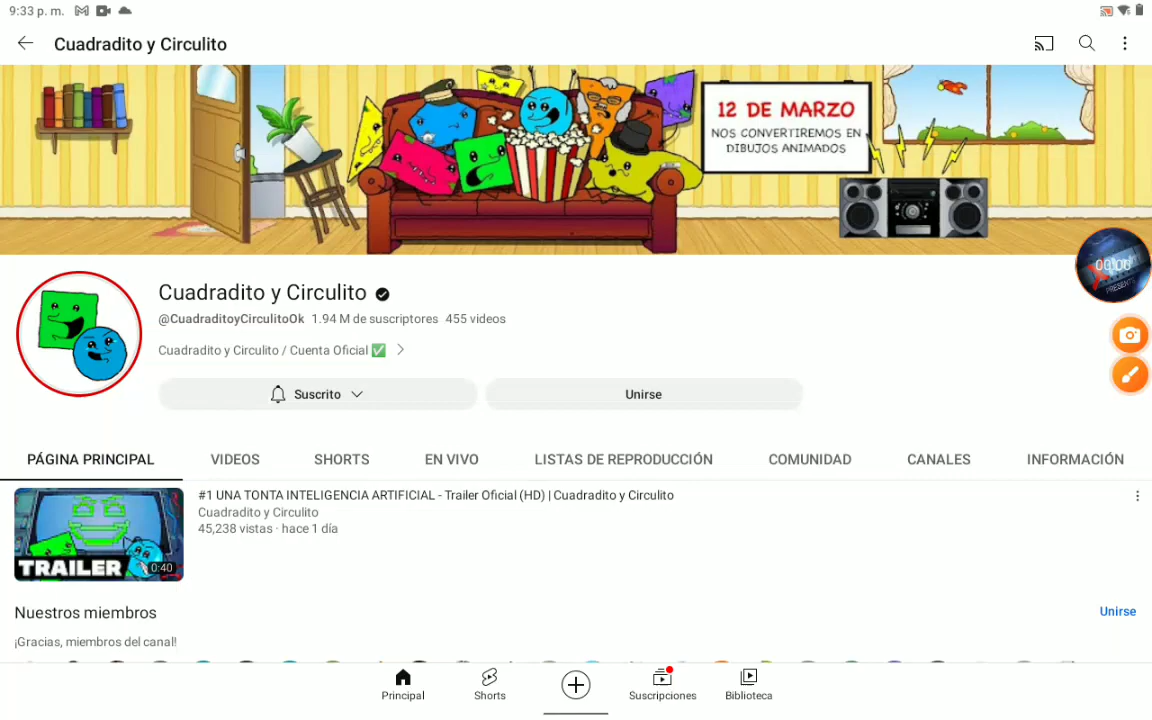 9:33 p. m.
Cuadradito y Circulito
12 DE MARZO
NOS CONVERTIREMOS EN
DIBUJOS ANIMADOS
00:00
PRESENTS
Cuadradito y Circulito
@CuadraditoyCirculitoOk 1.94 M de suscriptores 455 videos
Cuadradito y Circulito / Cuenta Oficial ✅
Suscrito
Unirse
PÁGINA PRINCIPAL VIDEOS SHORTS EN VIVO LISTAS DE REPRODUCCIÓN COMUNIDAD CANALES INFORMACIÓN
TRAILER
0:40
#1 UNA TONTA INTELIGENCIA ARTIFICIAL - Trailer Oficial (HD) | Cuadradito y Circulito
Cuadradito y Circulito
45,238 vistas · hace 1 día
Nuestros miembros
Unirse
¡Gracias, miembros del canal!
Principal Shorts Suscripciones Biblioteca